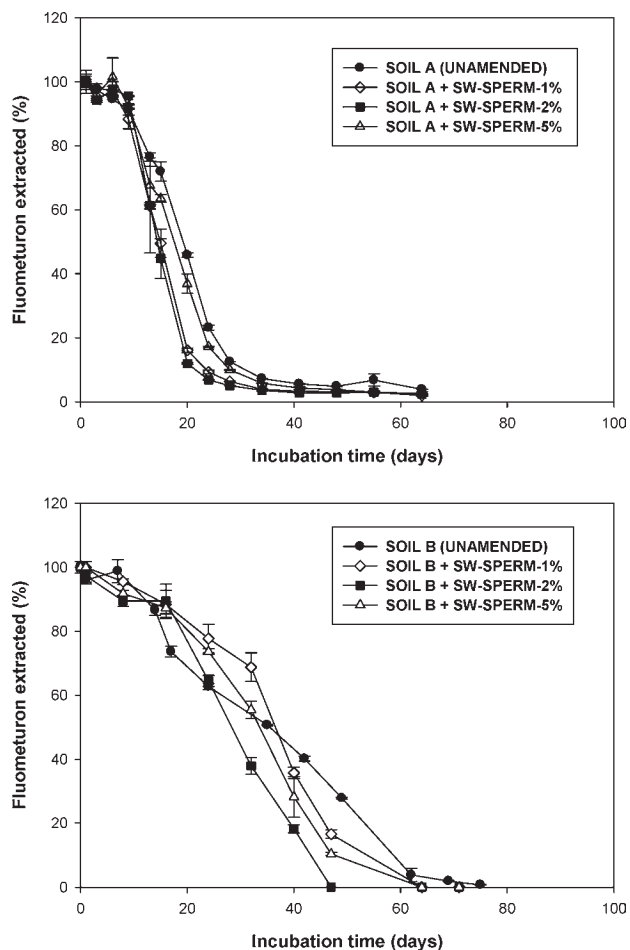 120
100
80
60
40
20
0
Fluometuron extracted (%)
SOIL A (UNAMENDED)
SOIL A + SW-SPERM-1%
SOIL A + SW-SPERM-2%
SOIL A + SW-SPERM-5%
0 20 40 60 80 100
Incubation time (days)
120
100
80
60
40
20
0
Fluometuron extracted (%)
SOIL B (UNAMENDED)
SOIL B + SW-SPERM-1%
SOIL B + SW-SPERM-2%
SOIL B + SW-SPERM-5%
0 20 40 60 80 100
Incubation time (days)